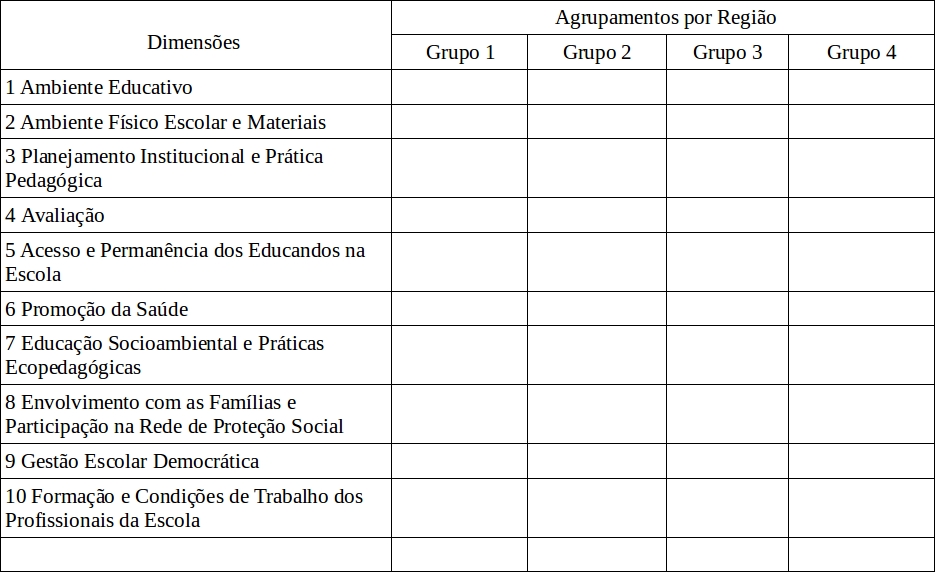 Dimensões
Agrupamentos por Região
Grupo 1
Grupo 2
Grupo 3
Grupo 4
1 Ambiente Educativo
2 Ambiente Físico Escolar e Materiais
3 Planejamento Institucional e Prática
Pedagógica
4 Avaliação
5 Acesso e Permanência dos Educandos na
Escola
6 Promoção da Saúde
7 Educação Socioambiental e Práticas
Ecopedagógicas
8 Envolvimento com as Famílias e
Participação na Rede de Proteção Social
9 Gestão Escolar Democrática
10 Formação e Condições de Trabalho dos
Profissionais da Escola